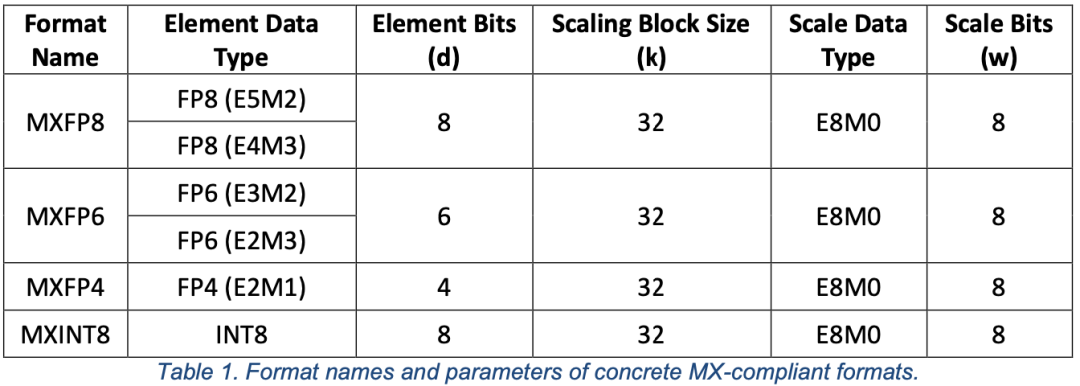 Format Name Element Data Type Element Bits (d) Scaling Block Size (k) Scale Data Type Scale Bits (w)
MXFP8 FP8 (E5M2) 8 32 E8M0 8
FP8 (E4M3)
MXFP6 FP6 (E3M2) 6 32 E8M0 8
FP6 (E2M3)
MXFP4 FP4 (E2M1) 4 32 E8M0 8
MXINT8 INT8 8 32 E8M0 8
Table 1. Format names and parameters of concrete MX-compliant formats.